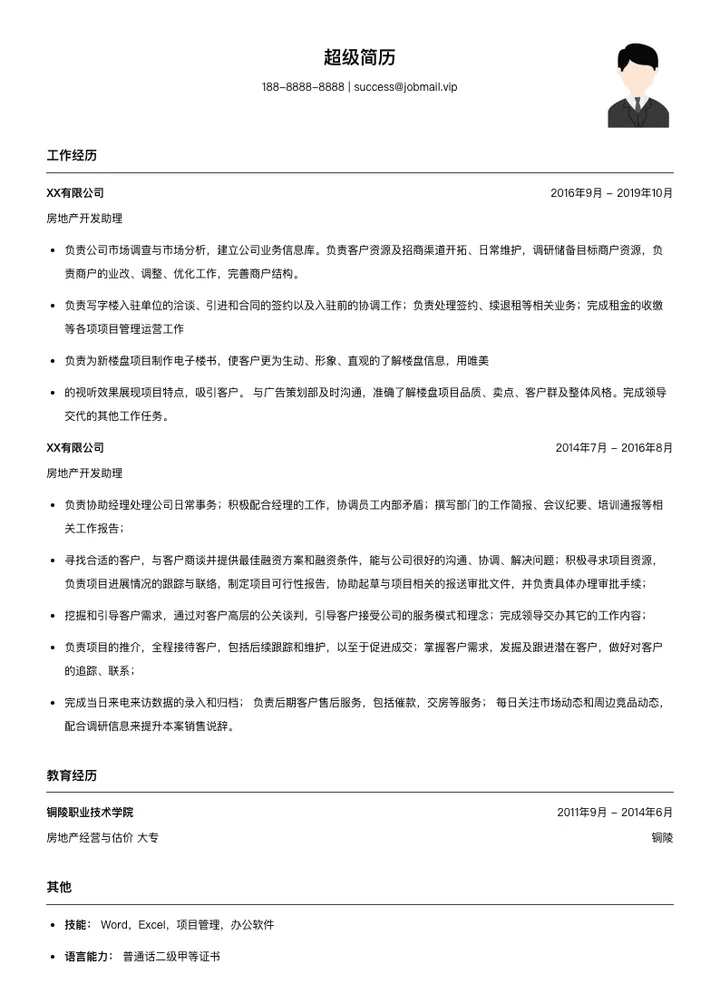 超级简历
188-8888-8888 | success@jobmail.vip
工作经历
XX有限公司 2016年9月 - 2019年10月
房地产开发助理
• 负责公司市场调查与市场分析，建立公司业务信息库。负责客户资源及招商渠道开拓、日常维护，调研储备目标商户资源，负
责商户的业改、调整、优化工作，完善商户结构。
• 负责写字楼入驻单位的洽谈、引进和合同的签约以及入驻前的协调工作；负责处理签约、续退租等相关业务；完成租金的收缴
等各项项目管理运营工作
• 负责为新楼盘项目制作电子楼书，使客户更为生动、形象、直观的了解楼盘信息，用唯美
• 的视听效果展现项目特点，吸引客户。 与广告策划部及时沟通，准确了解楼盘项目品质、卖点、客户群及整体风格。完成领导
交代的其他工作任务。
XX有限公司 2014年7月 - 2016年8月
房地产开发助理
• 负责协助经理处理公司日常事务；积极配合经理的工作，协调员工内部矛盾；撰写部门的工作简报、会议纪要、培训通报等相
关工作报告；
• 寻找合适的客户，与客户商谈并提供最佳融资方案和融资条件，能与公司很好的沟通、协调、解决问题；积极寻求项目资源，
负责项目进展情况的跟踪与联络，制定项目可行性报告，协助起草与项目相关的报送审批文件，并负责具体办理审批手续；
• 挖掘和引导客户需求，通过对客户高层的公关谈判，引导客户接受公司的服务模式和理念；完成领导交办其它的工作内容；
• 负责项目的推介，全程接待客户，包括后续跟踪和维护，以至于促进成交；掌握客户需求，发掘及跟进潜在客户，做好对客户
的追踪、联系；
• 完成当日来电来访数据的录入和归档； 负责后期客户售后服务，包括催款，交房等服务； 每日关注市场动态和周边竞品动态，
配合调研信息来提升本案销售说辞。
教育经历
铜陵职业技术学院 2011年9月 - 2014年6月
房地产经营与估价 大专 铜陵
其他
• 技能： Word，Excel，项目管理，办公软件
• 语言能力： 普通话二级甲等证书